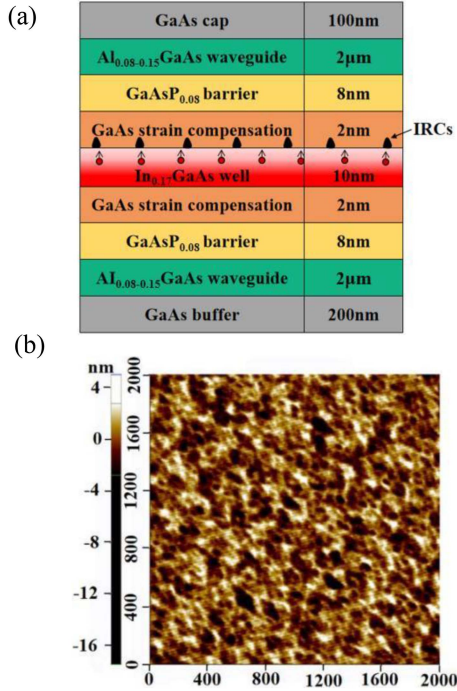 (a)
GaAs cap 100nm
Al0.08-0.15GaAs waveguide 2μm
GaAsP0.08 barrier 8nm
GaAs strain compensation 2nm
IRCs
In0.17GaAs well 10nm
GaAs strain compensation 2nm
GaAsP0.08 barrier 8nm
Al0.08-0.15GaAs waveguide 2μm
GaAs buffer 200nm
(b)
nm
4
0
-4
-8
-12
-16
2000
1600
1200
800
400
0
0 400 800 1200 1600 2000